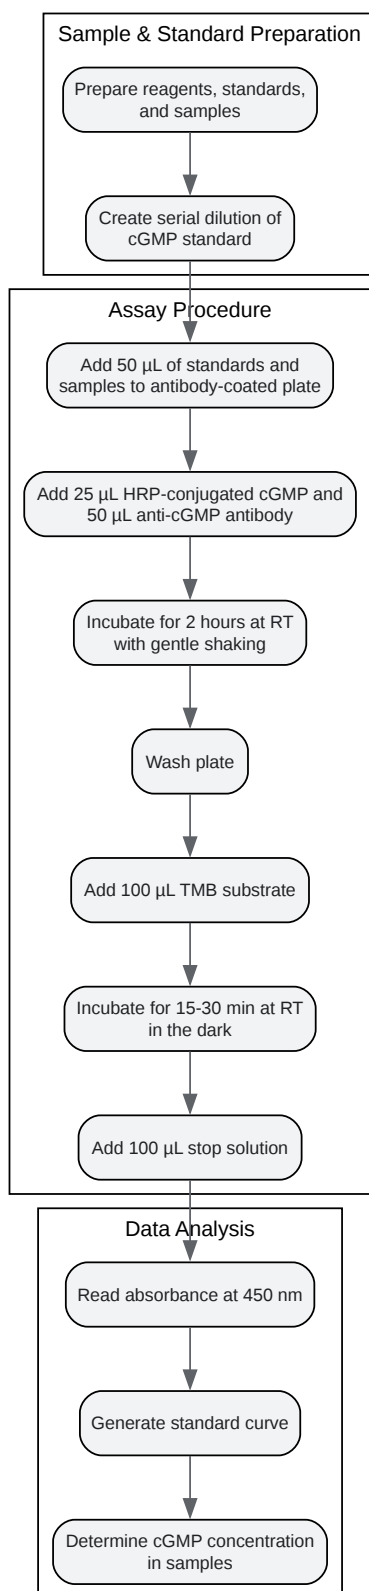 Sample & Standard Preparation
Prepare reagents, standards,
and samples
Create serial dilution of
cGMP standard
Assay Procedure
Add 50 µL of standards and
samples to antibody-coated plate
Add 25 µL HRP-conjugated cGMP and
50 µL anti-cGMP antibody
Incubate for 2 hours at RT
with gentle shaking
Wash plate
Add 100 µL TMB substrate
Incubate for 15-30 min at RT
in the dark
Add 100 µL stop solution
Data Analysis
Read absorbance at 450 nm
Generate standard curve
Determine cGMP concentration
in samples